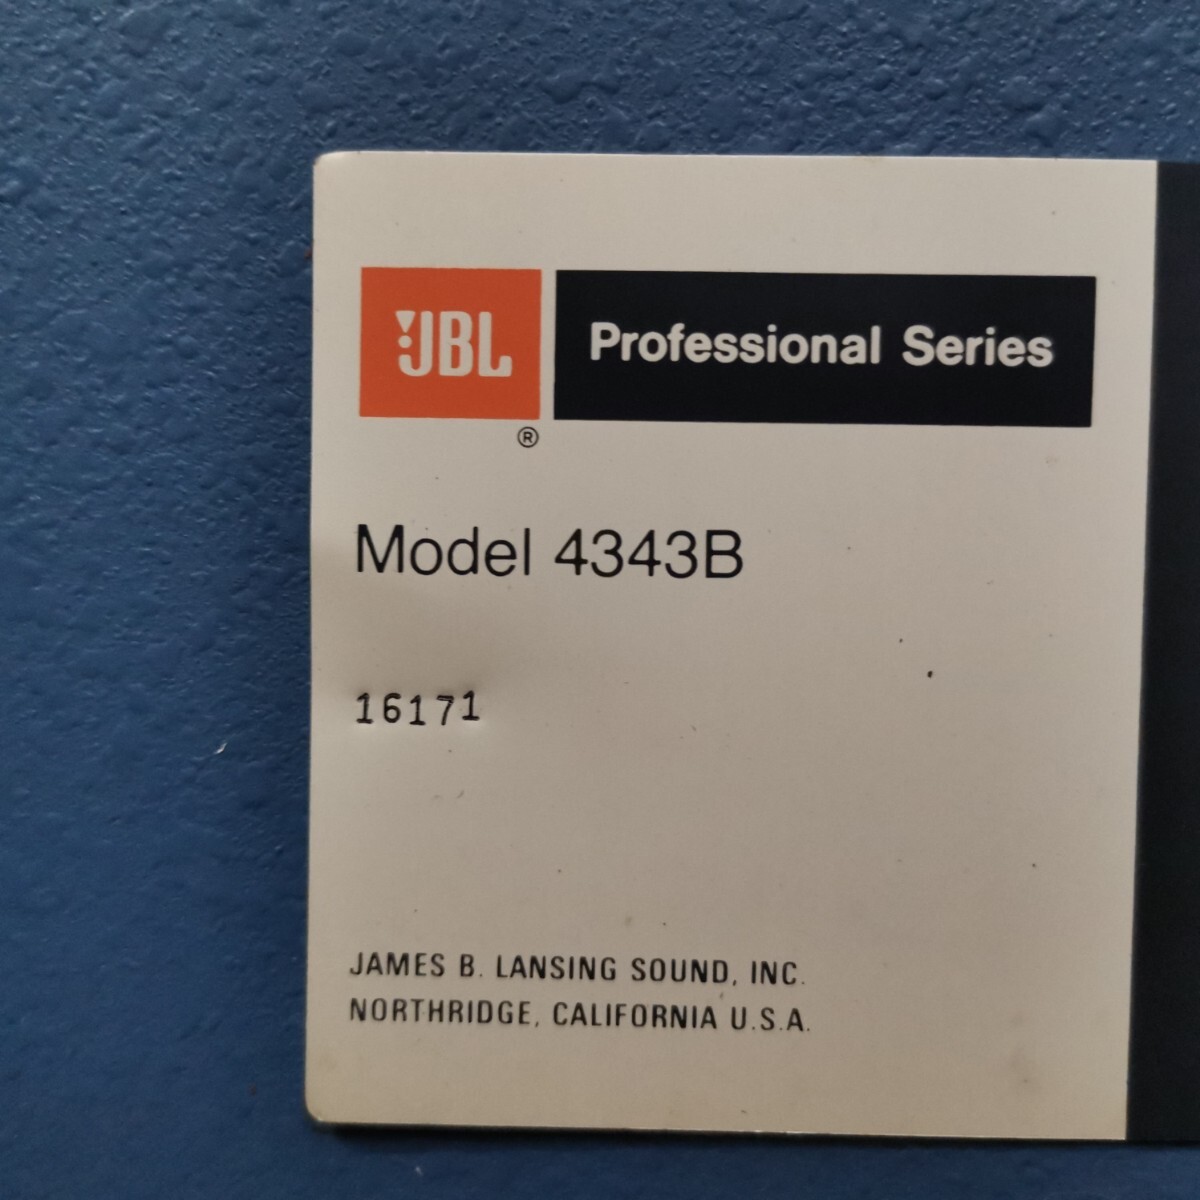 JBL Professional Series
®
Model 4343B
16171
JAMES B. LANSING SOUND, INC.
NORTHRIDGE, CALIFORNIA U.S.A.